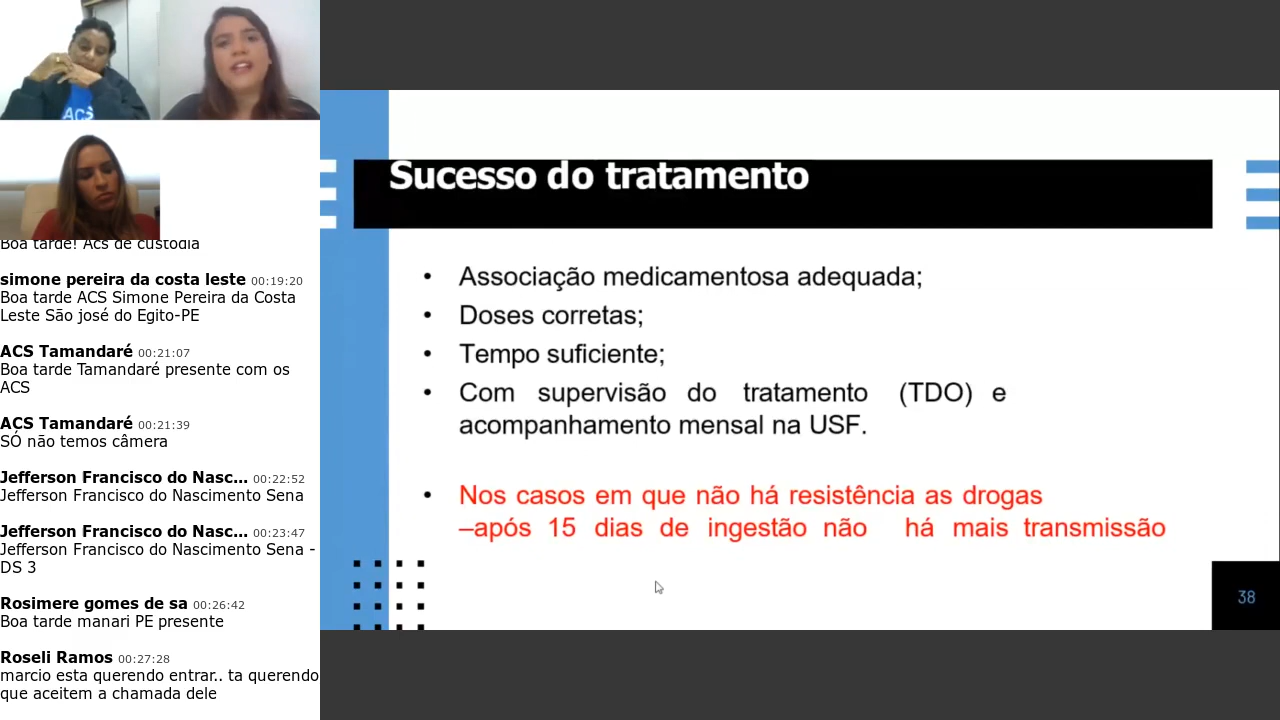 ACS
Boa tarde! Acs de custodia
simone pereira da costa leste 00:19:20
Boa tarde ACS Simone Pereira da Costa
Leste São josé do Egito-PE
ACS Tamandaré 00:21:07
Boa tarde Tamandaré presente com os
ACS
ACS Tamandaré 00:21:39
SÓ não temos câmera
Jefferson Francisco do Nasc... 00:22:52
Jefferson Francisco do Nascimento Sena
Jefferson Francisco do Nasc... 00:23:47
Jefferson Francisco do Nascimento Sena -
DS 3
Rosimere gomes de sa 00:26:42
Boa tarde manari PE presente
Roseli Ramos 00:27:28
marcio esta querendo entrar.. ta querendo
que aceitem a chamada dele
Sucesso do tratamento
• Associação medicamentosa adequada;
• Doses corretas;
• Tempo suficiente;
• Com supervisão do tratamento (TDO) e
acompanhamento mensal na USF.
• Nos casos em que não há resistência as drogas
–após 15 dias de ingestão não há mais transmissão
38